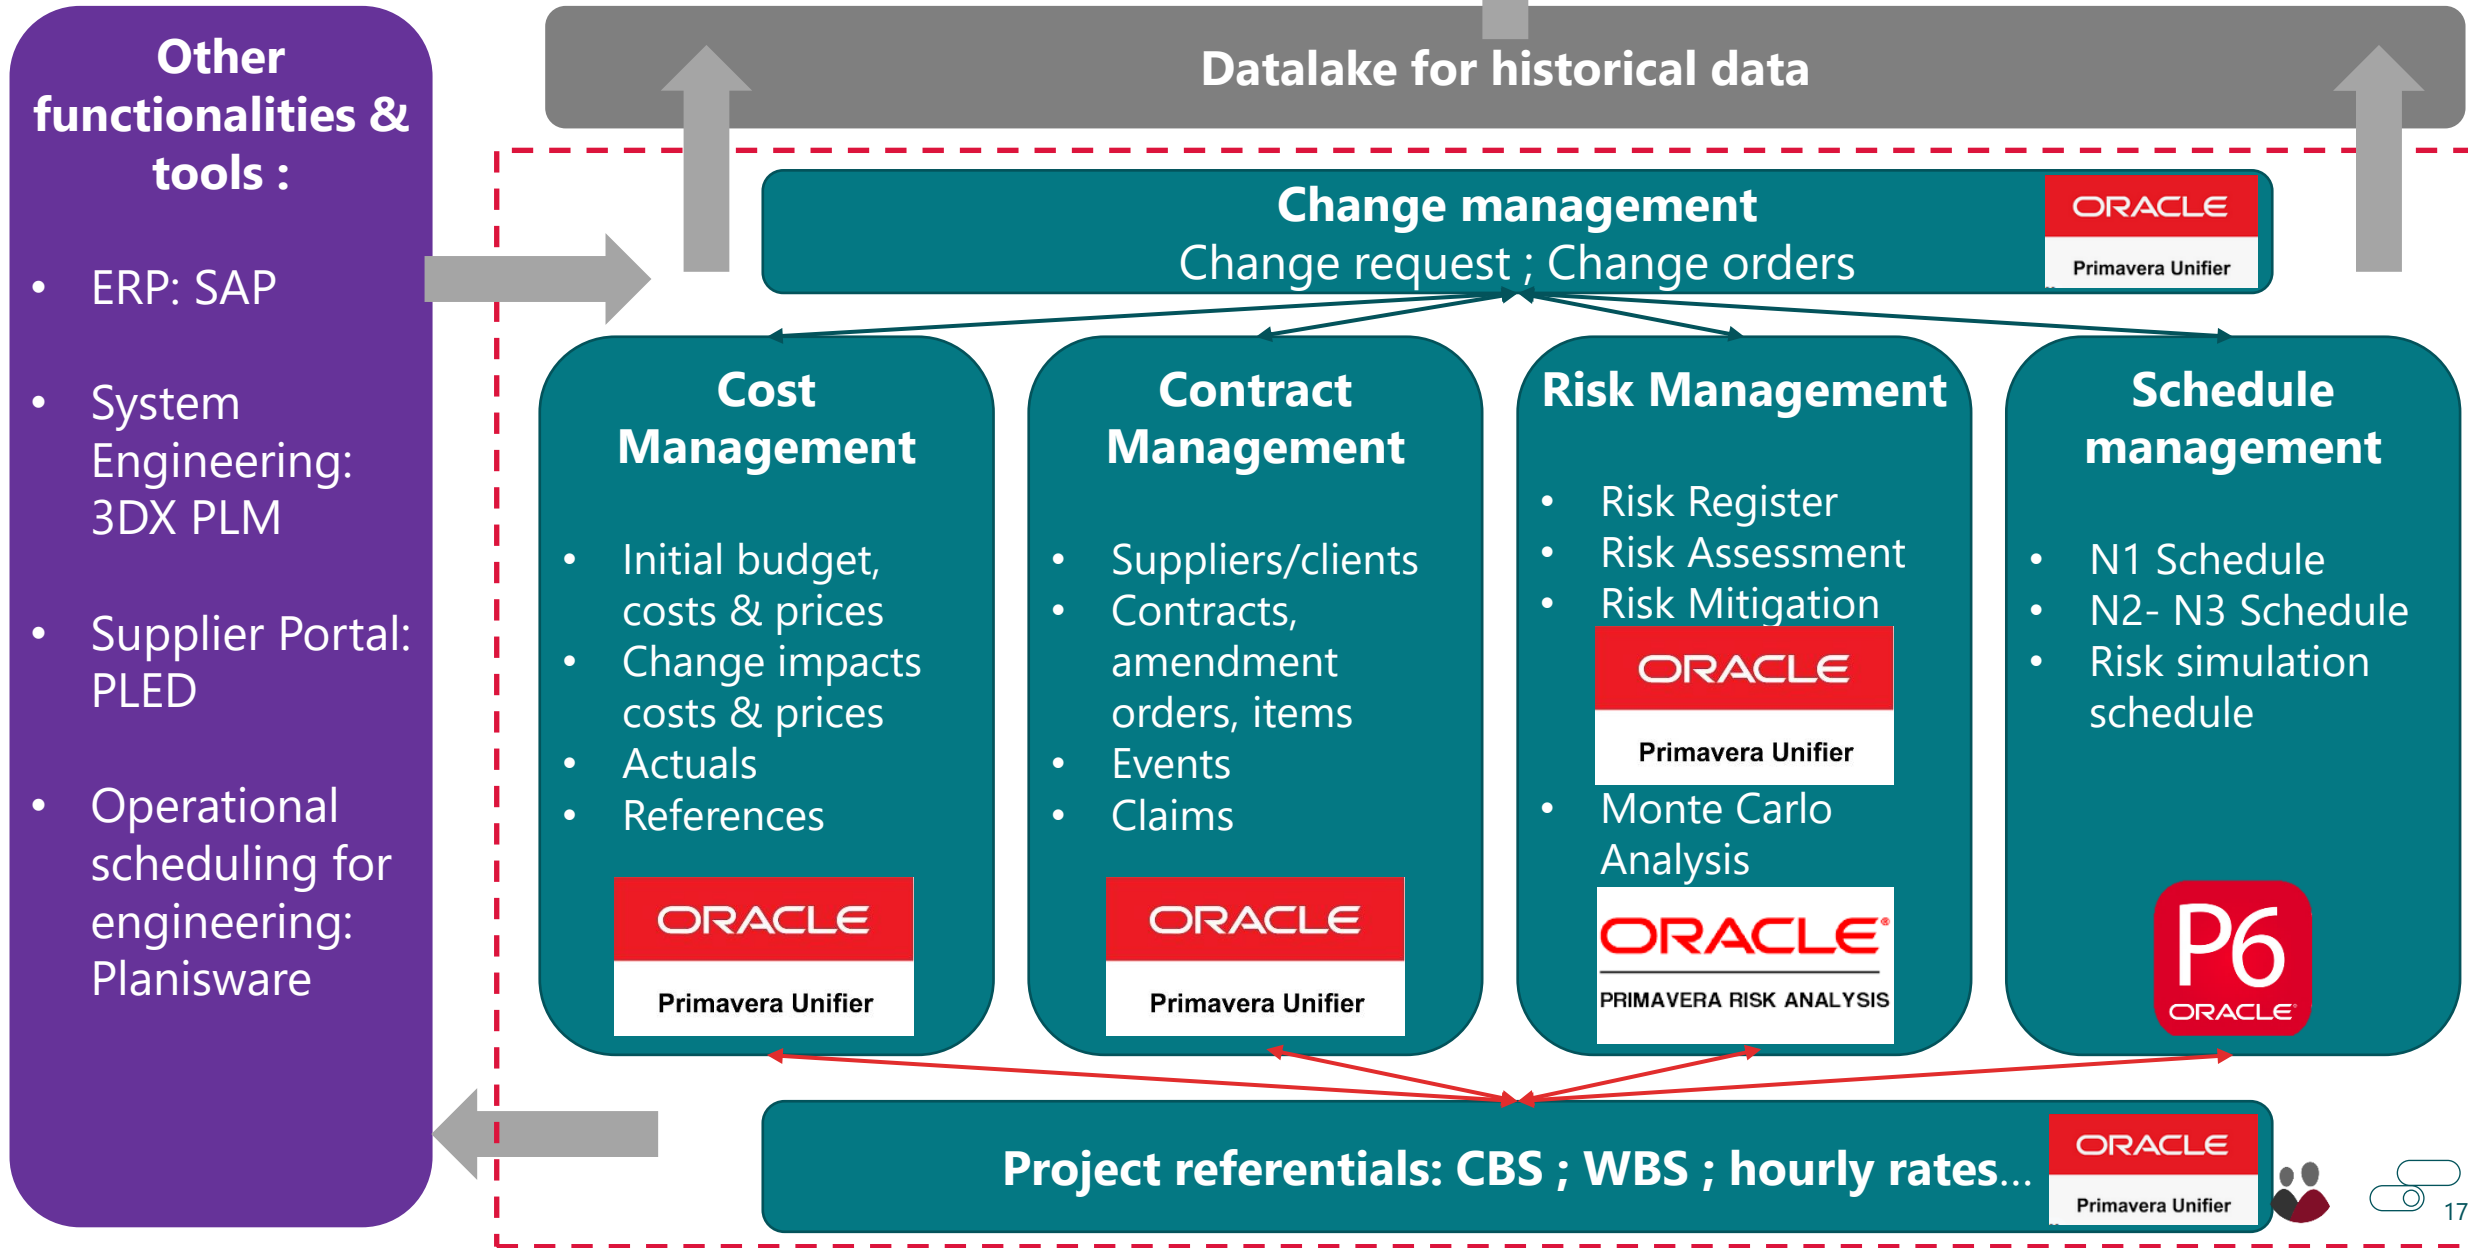 Other
functionalities &
tools :
• ERP: SAP
• System
Engineering:
3DX PLM
• Supplier Portal:
PLED
• Operational
scheduling for
engineering:
Planisware
Datalake for historical data
Change management
Change request ; Change orders
ORACLE
Primavera Unifier
Cost
Management
• Initial budget,
costs & prices
• Change impacts
costs & prices
• Actuals
• References
ORACLE
Primavera Unifier
Contract
Management
• Suppliers/clients
• Contracts,
amendment
orders, items
• Events
• Claims
ORACLE
Primavera Unifier
Risk Management
• Risk Register
• Risk Assessment
• Risk Mitigation
ORACLE
Primavera Unifier
• Monte Carlo
Analysis
ORACLE®
PRIMAVERA RISK ANALYSIS
Schedule
management
• N1 Schedule
• N2- N3 Schedule
• Risk simulation
schedule
P6
ORACLE
Project referentials: CBS ; WBS ; hourly rates...
ORACLE
Primavera Unifier
17